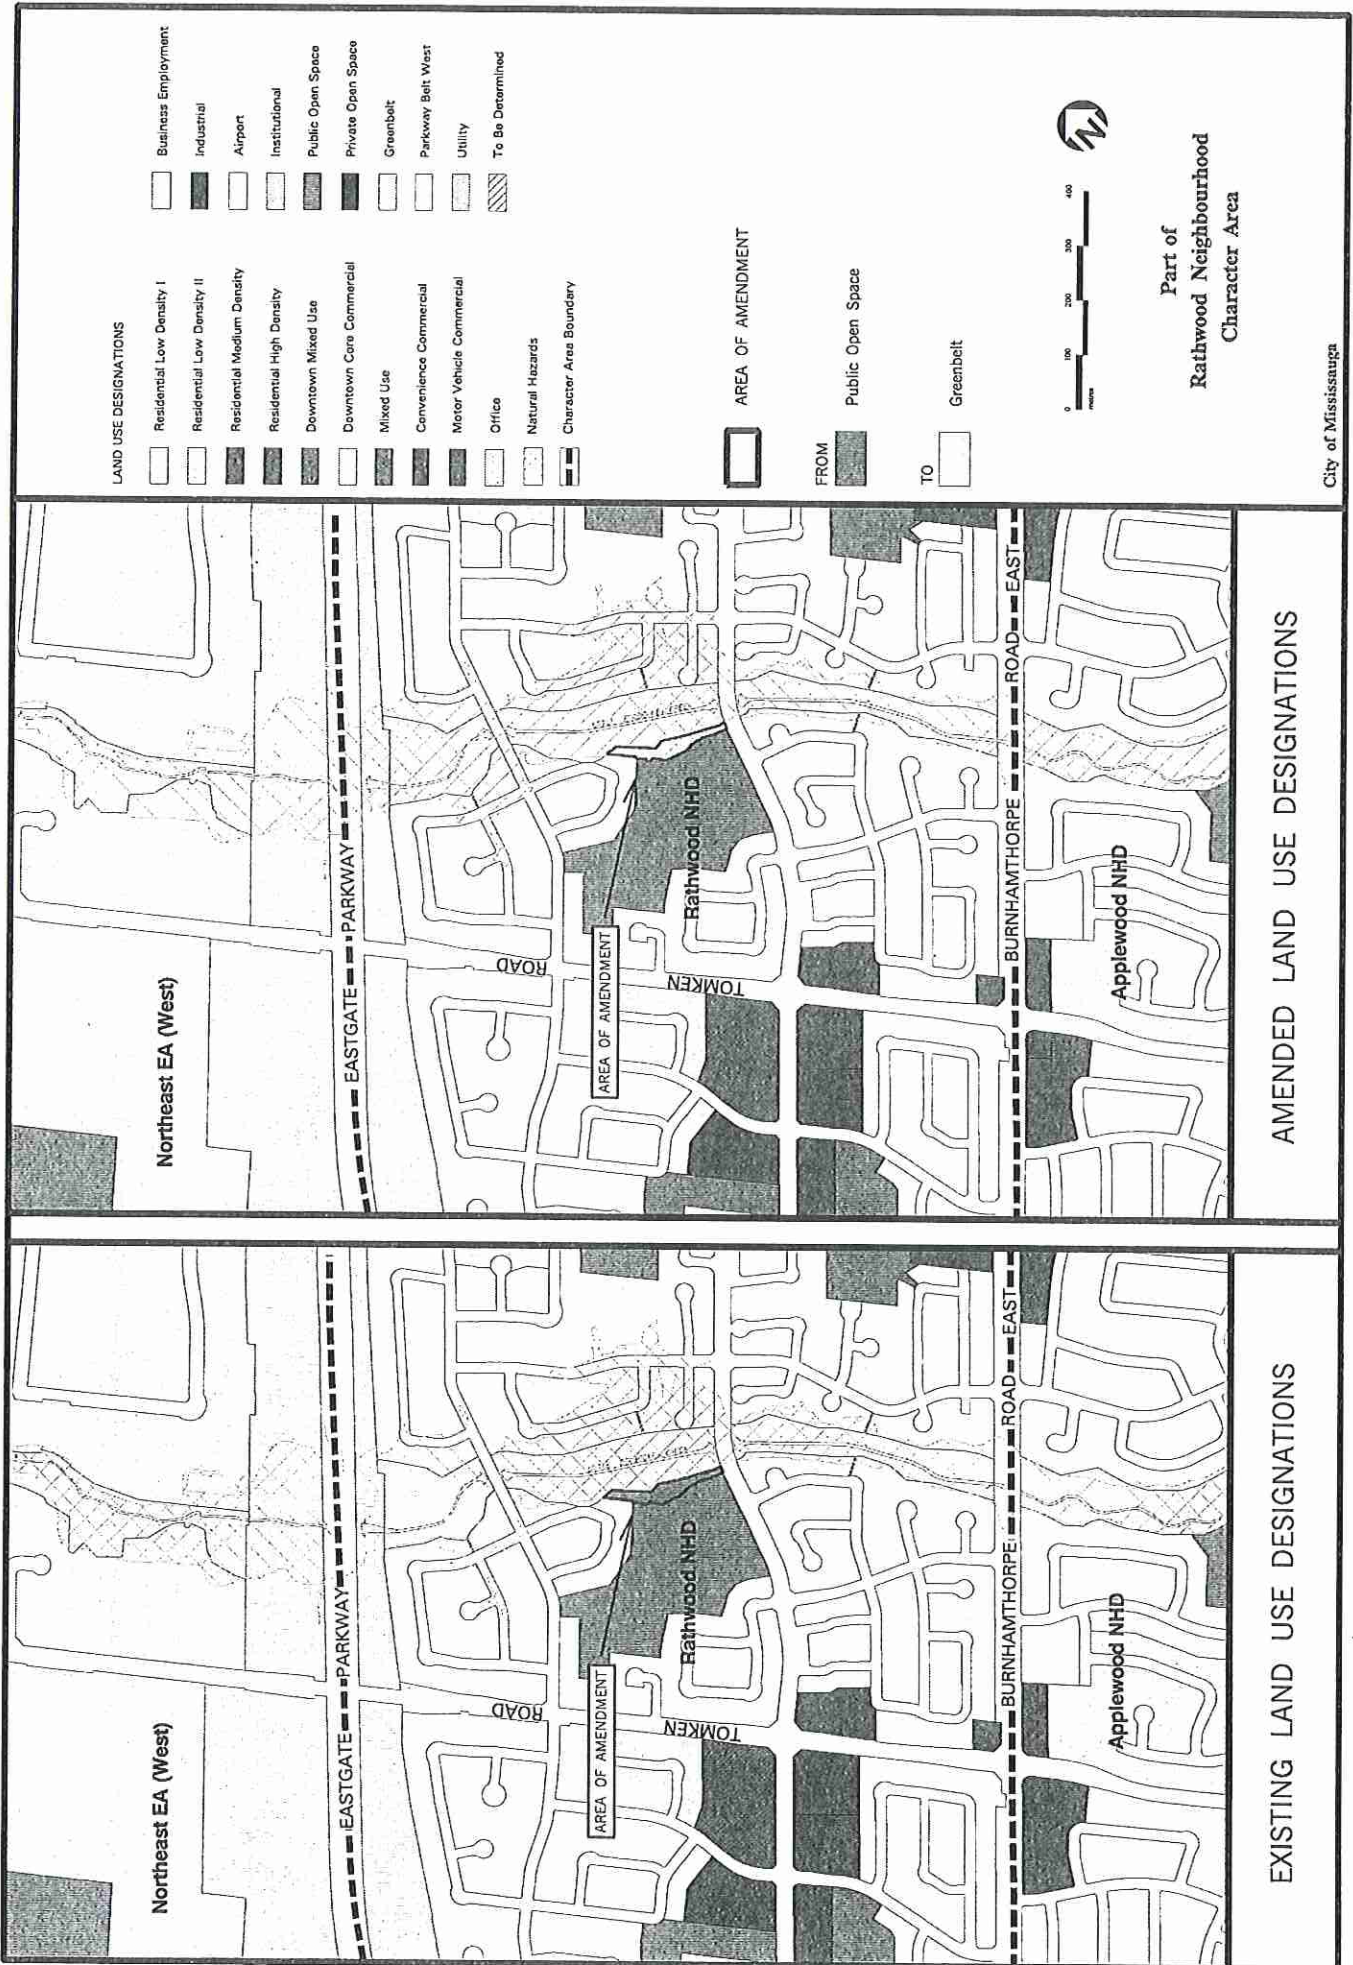 EXISTING LAND USE DESIGNATIONS
Northeast EA (West)
EASTGATE
PARKWAY
ROAD
TOMKEN
AREA OF AMENDMENT
Rathwood NHD
BURNHAMTHORPE
ROAD
EAST
Applewood NHD
AMENDED LAND USE DESIGNATIONS
Northeast EA (West)
EASTGATE
PARKWAY
ROAD
TOMKEN
AREA OF AMENDMENT
Rathwood NHD
BURNHAMTHORPE
ROAD
EAST
Applewood NHD
LAND USE DESIGNATIONS
Residential Low Density I
Residential Low Density II
Residential Medium Density
Residential High Density
Downtown Mixed Use
Downtown Core Commercial
Mixed Use
Convenience Commercial
Motor Vehicle Commercial
Office
Natural Hazards
Character Area Boundary
Business Employment
Industrial
Airport
Institutional
Public Open Space
Private Open Space
Greenbelt
Parkway Belt West
Utility
To Be Determined
AREA OF AMENDMENT
FROM
Public Open Space
TO
Greenbelt
0 100 200 300 400
metres
N
Part of
Rathwood Neighbourhood
Character Area
City of Mississauga